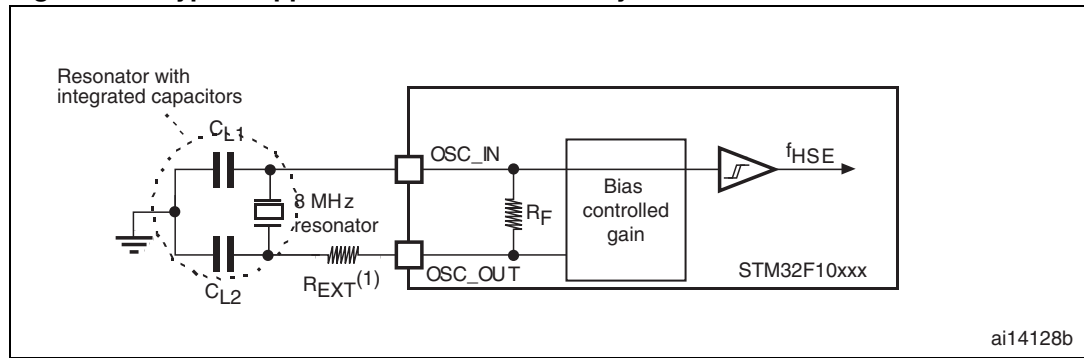 Resonator with
integrated capacitors
CL1
OSC_IN
fHSE
8 MHz
resonator
RF
Bias
controlled
gain
STM32F10xxx
REXT(1)
OSC_OUT
CL2
ai14128b